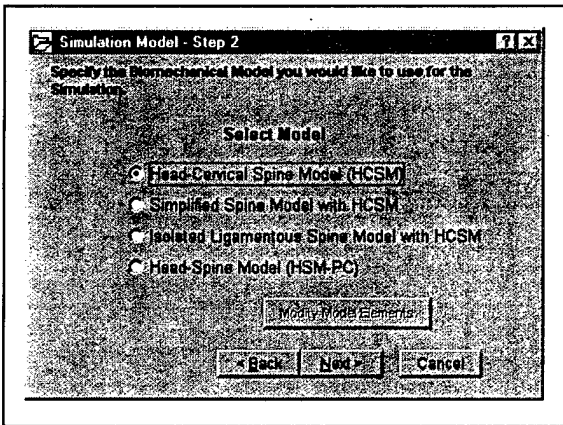 Simulation Model - Step 2
Specify the Biomechanical Model you would like to use for the
Simulation.
Select Model
Head-Cervical Spine Model (HCSM)
Simplified Spine Model with HCSM
Isolated Ligamentous Spine Model with HCSM
Head-Spine Model (HSM-PC)
Modify Model Elements
< Back Next > Cancel